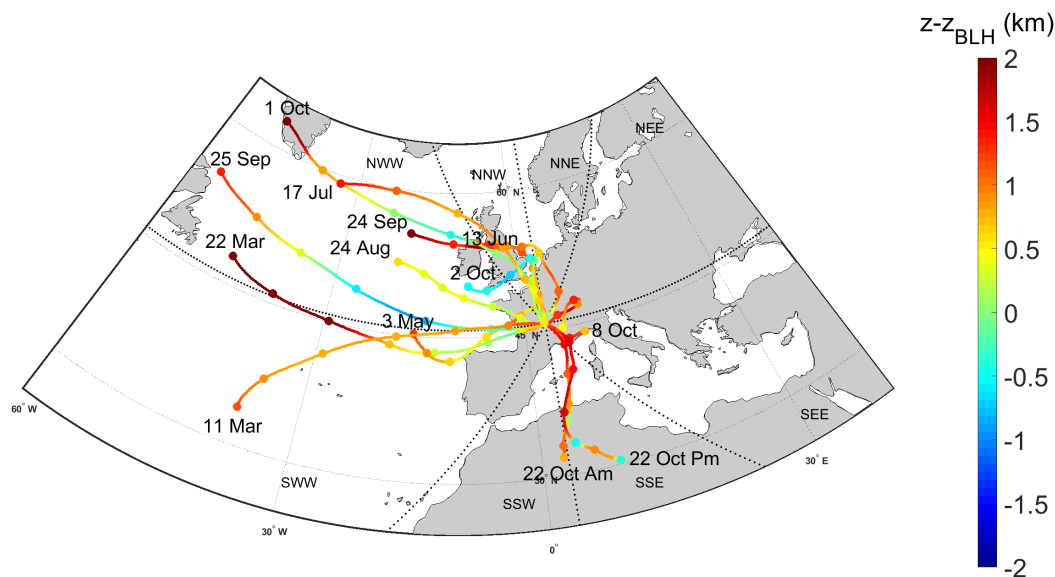 z-z_BLH (km)
2
1.5
1
0.5
0
-0.5
-1
-1.5
-2
1 Oct
NEE
25 Sep
NWW
NNW
NNE
17 Jul
60° N
24 Sep
22 Mar
13 Jun
24 Aug
2 Oct
3 May
45° N
8 Oct
60° W
11 Mar
SEE
22 Oct Pm
30° E
22 Oct Am
30° N
SWW
SSE
SSW
30° W
0°